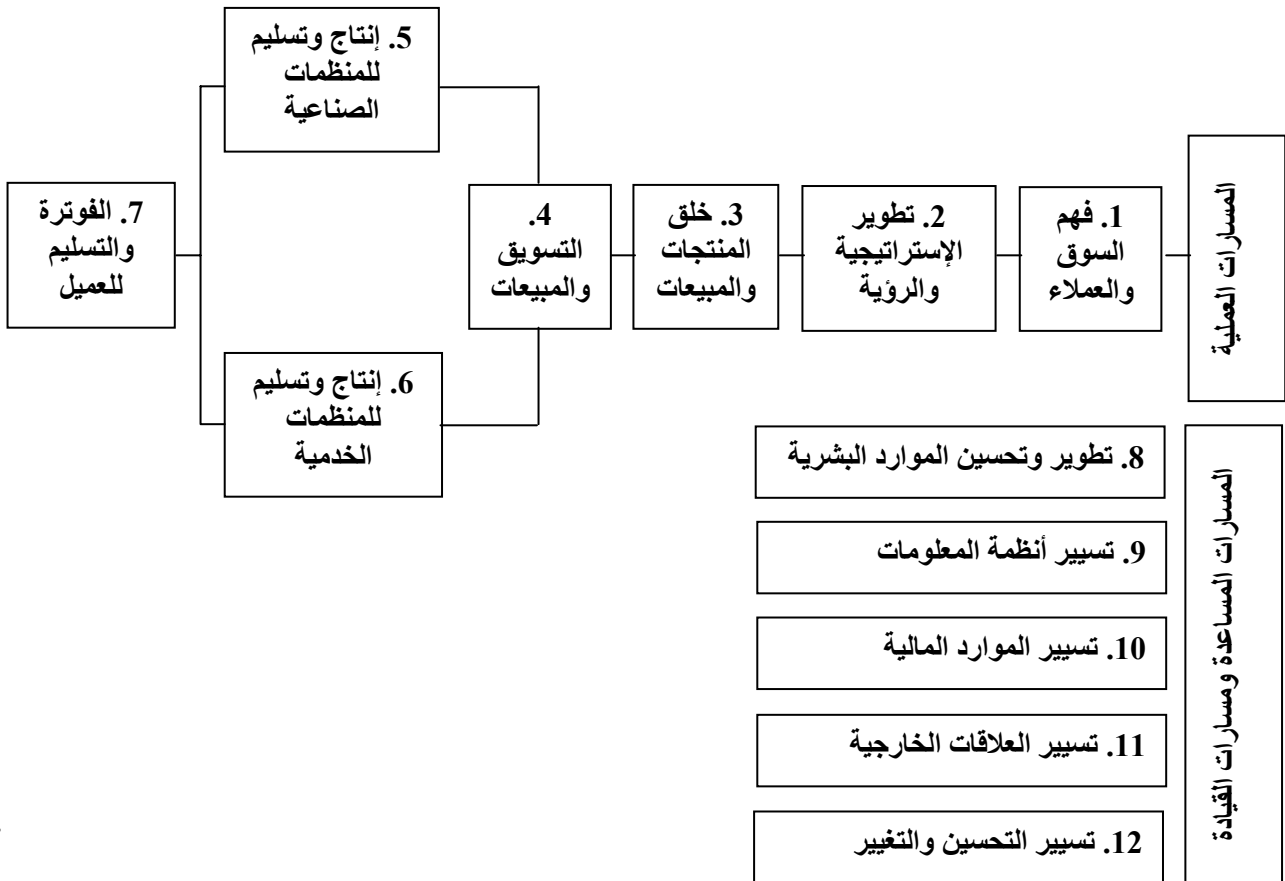 المسارات العملية
1. فهم
السوق
والعملاء
2. تطوير
الإستراتيجية
والرؤية
3. خلق
المنتجات
والمبيعات
4.
التسويق
والمبيعات
5. إنتاج وتسليم
للمنظمات
الصناعية
6. إنتاج وتسليم
للمنظمات
الخدمية
7. الفوترة
والتسليم
للعميل
المسارات المساعدة ومسارات القيادة
8. تطوير وتحسين الموارد البشرية
9. تسيير أنظمة المعلومات
10. تسيير الموارد المالية
11. تسيير العلاقات الخارجية
12. تسيير التحسين والتغيير